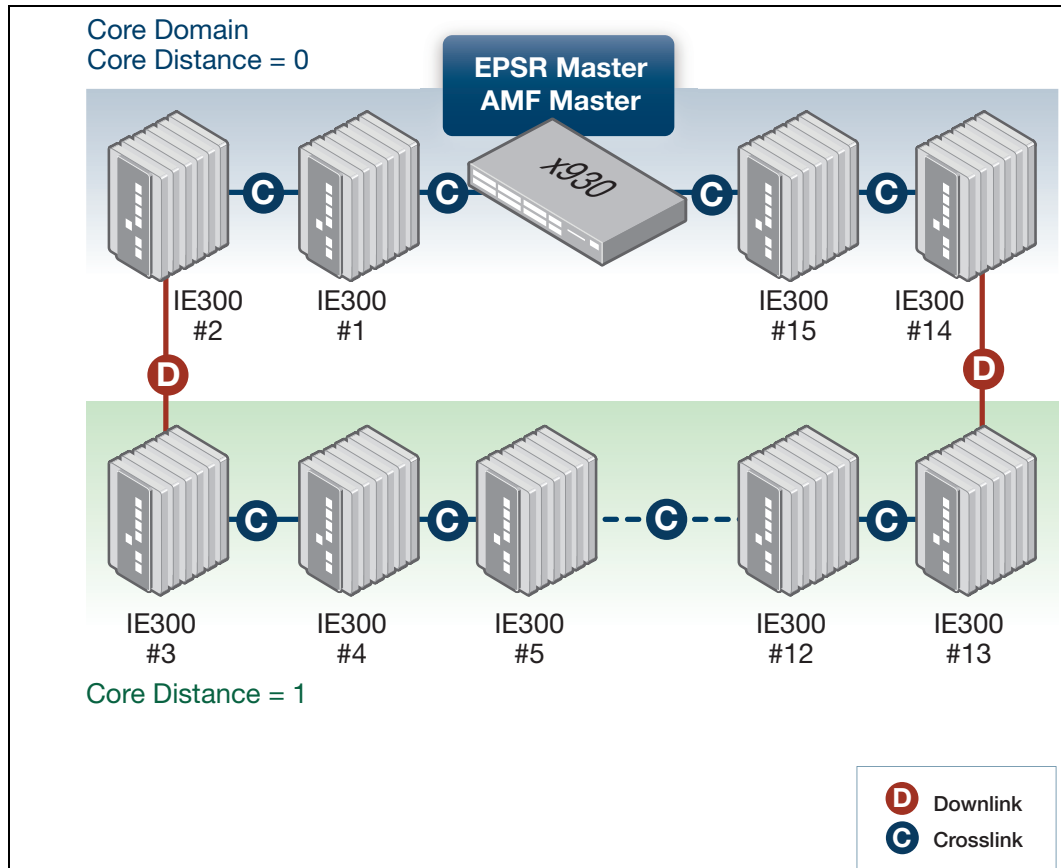 Core Domain
Core Distance = 0
EPSR Master
AMF Master
x930
C
C
C
C
IE300
#2
IE300
#1
IE300
#15
IE300
#14
D
D
C
C
C
C
IE300
#3
IE300
#4
IE300
#5
IE300
#12
IE300
#13
Core Distance = 1
D Downlink
C Crosslink